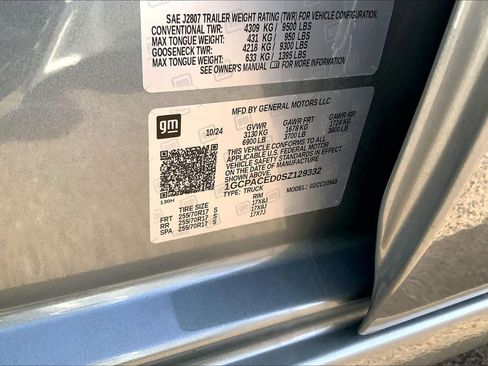 SAE J2807 TRAILER WEIGHT RATING (TWR) FOR VEHICLE CONFIGURATION.
CONVENTIONAL TWR: 4309 KG / 9500 LBS
MAX TONGUE WEIGHT: 431 KG / 950 LBS
GOOSENECK TWR: 4218 KG / 9300 LBS
MAX TONGUE WEIGHT: 633 KG / 1395 LBS
SEE OWNER'S MANUAL FOR MORE INFORMATION.
gm
MFD BY GENERAL MOTORS LLC
10/24 GVWR GAWR FRT GAWR RR
3130 KG 1678 KG 1724 KG
6900 LB 3700 LB 3800 LB
THIS VEHICLE CONFORMS TO ALL APPLICABLE
U.S. FEDERAL MOTOR VEHICLE SAFETY
STANDARDS IN EFFECT ON THE DATE OF
MANUFACTURE SHOWN ABOVE.
1GCPACED0SZ129332
TYPE: TRUCK MODEL: 02CC10543
130H
TIRE SIZE RIM
FRT 255/70R17 S 17X8J
RR 255/70R17 S 17X8J
SPA 255/70R17 S 17X7J